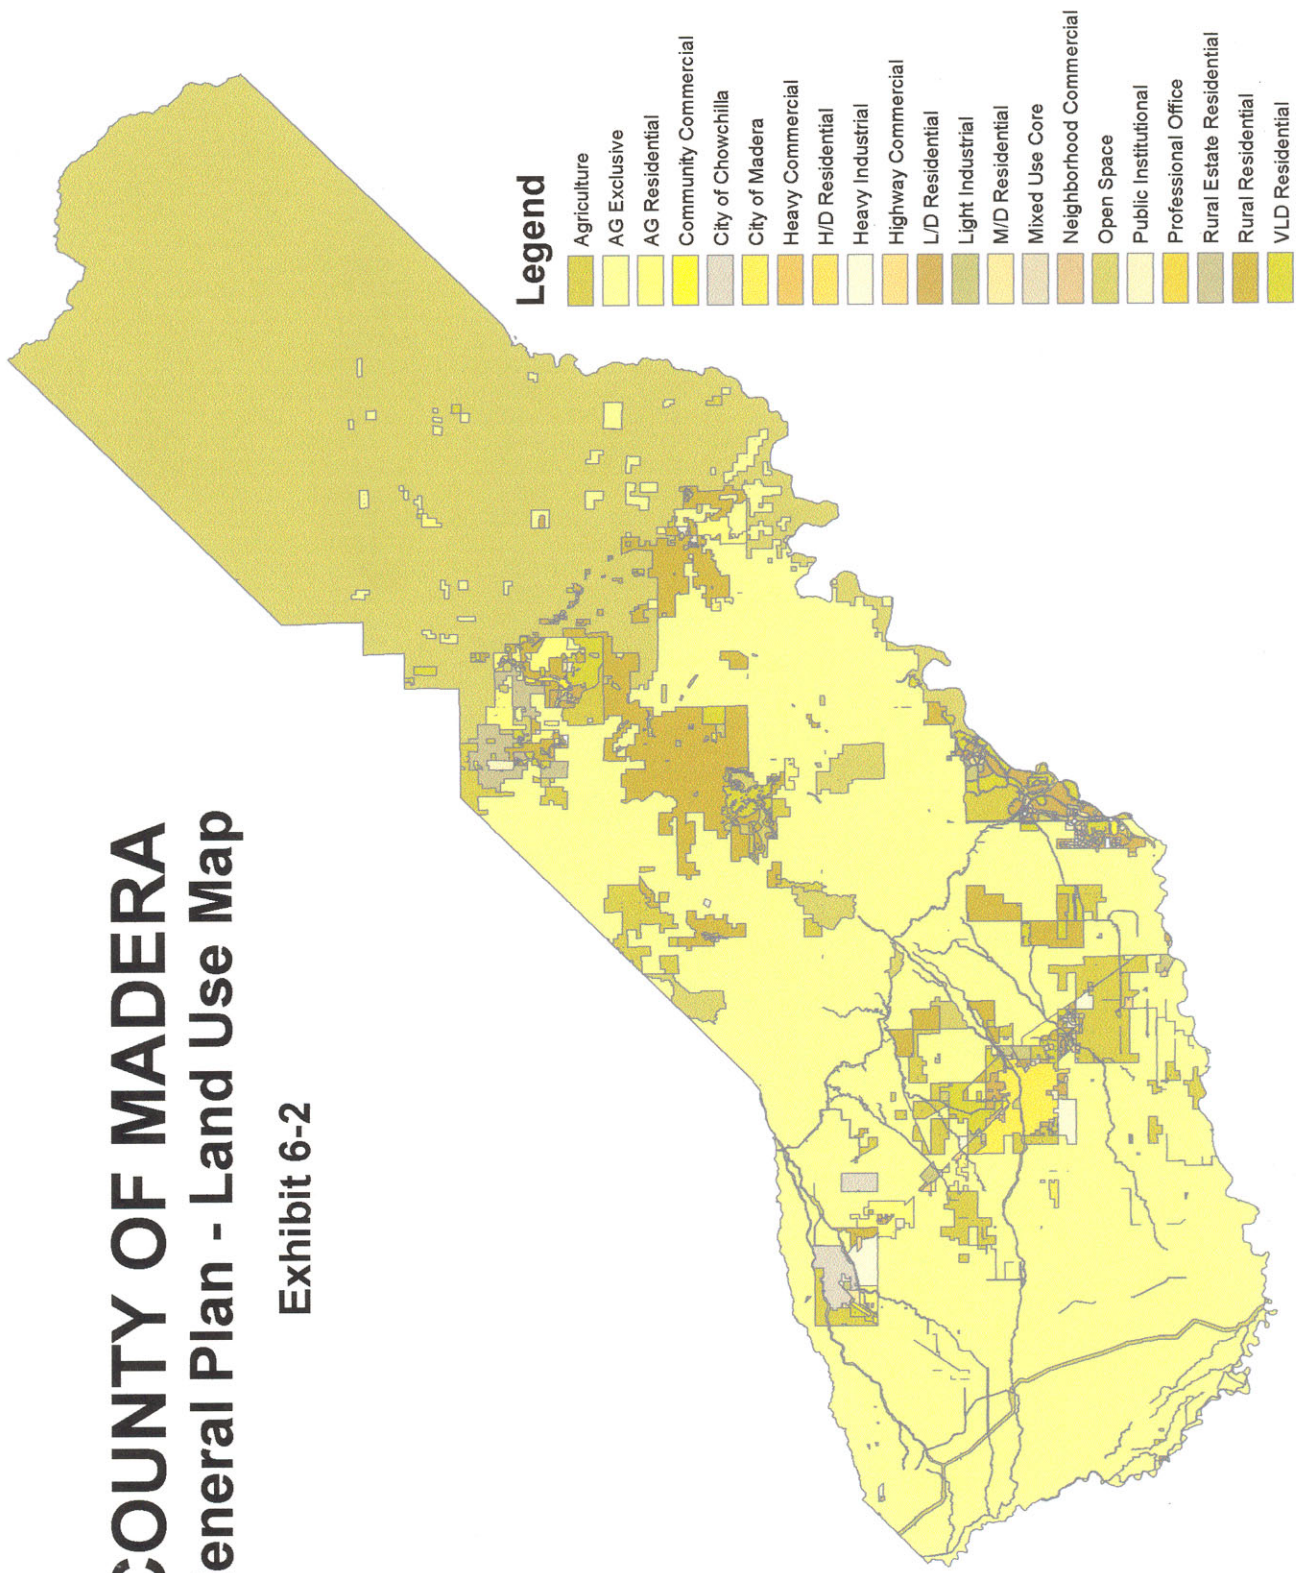 COUNTY OF MADERA
eneral Plan - Land Use Map
Exhibit 6-2
Legend
Agriculture
AG Exclusive
AG Residential
Community Commercial
City of Chowchilla
City of Madera
Heavy Commercial
H/D Residential
Heavy Industrial
Highway Commercial
L/D Residential
Light Industrial
M/D Residential
Mixed Use Core
Neighborhood Commercial
Open Space
Public Institutional
Professional Office
Rural Estate Residential
Rural Residential
VLD Residential